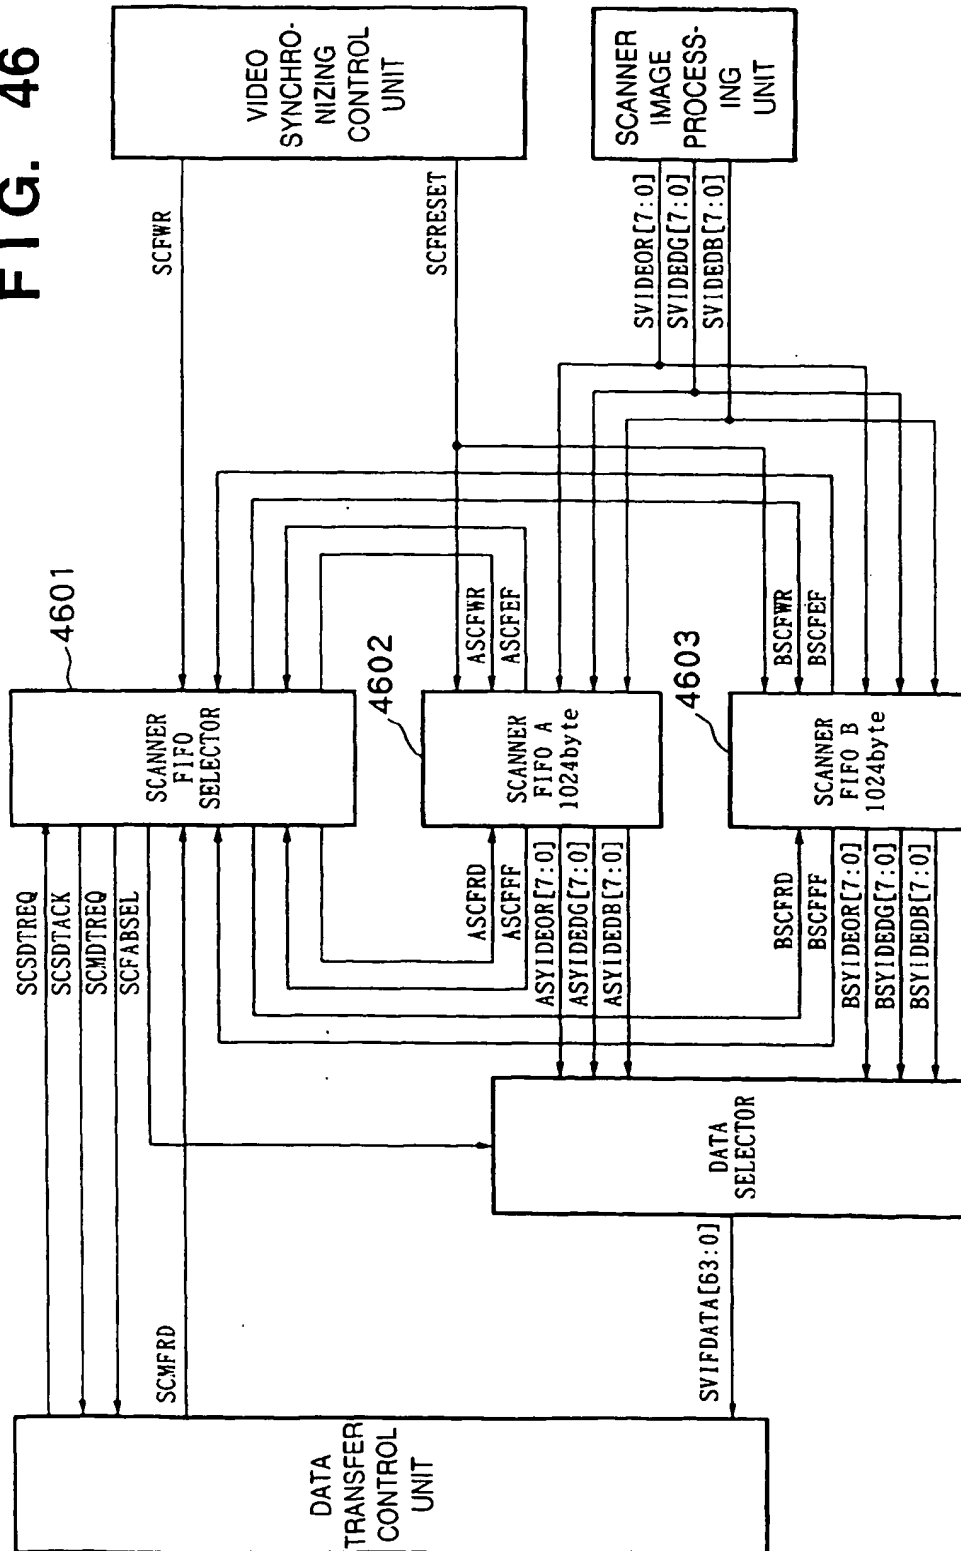 FIG. 46
VIDEO
SYNCHRO-
NIZING
CONTROL
UNIT
SCANNER
IMAGE
PROCESS-
ING
UNIT
SCFWR
SCFRESET
SVIDEOR[7:0]
SVIDEDG[7:0]
SVIDEDB[7:0]
4601
SCANNER
FIFO
SELECTOR
4602
ASCFWR
ASCFEF
SCANNER
FIFO A
1024byte
4603
BSCFWR
BSCFEF
SCANNER
FIFO B
1024byte
SCSDTREQ
SCSDTACK
SCMDTREQ
SCFABSEL
ASCFRD
ASCFFF
ASYIDEOR[7:0]
ASYIDEDG[7:0]
ASYIDEDB[7:0]
BSCFRD
BSCFFF
BSYIDEOR[7:0]
BSYIDEDG[7:0]
BSYIDEDB[7:0]
DATA
SELECTOR
SCMFRD
SVIFDATA[63:0]
DATA
TRANSFER
CONTROL
UNIT